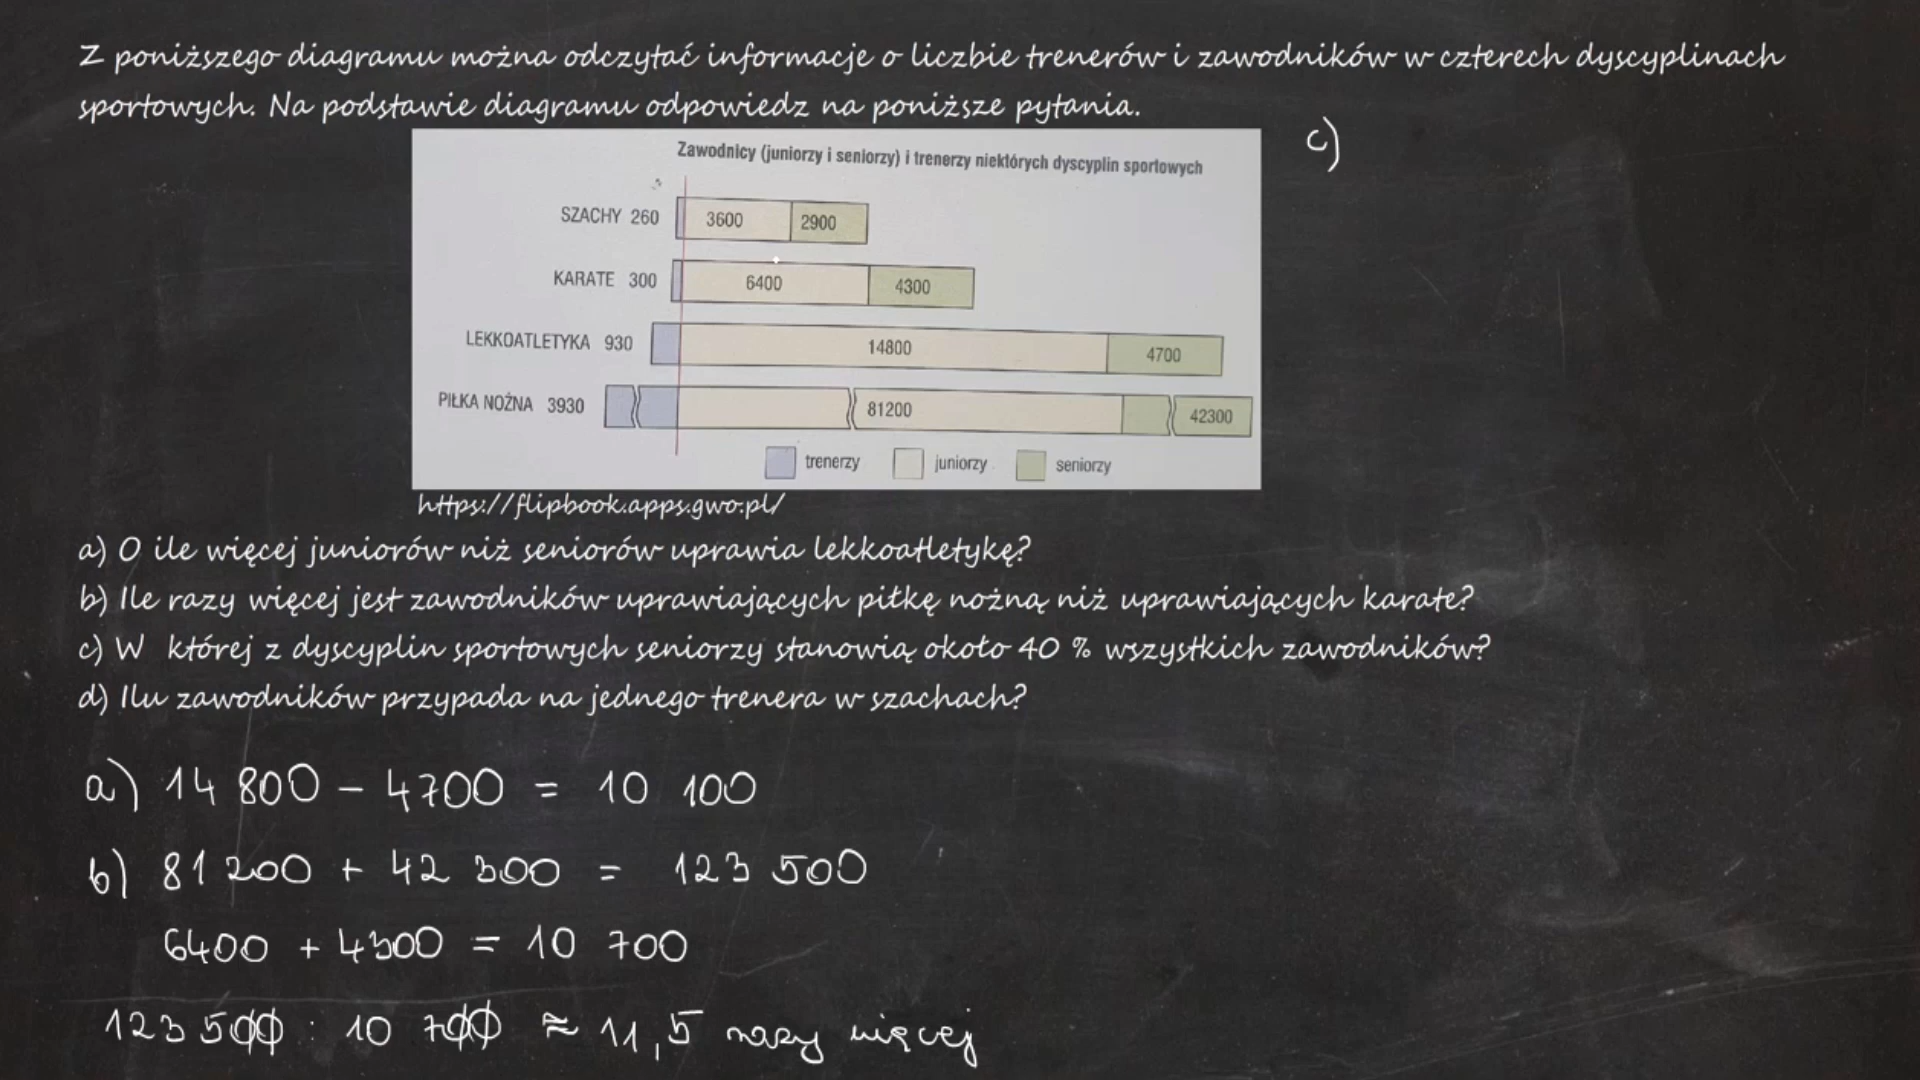 Z poniższego diagramu można odczytać informacje o liczbie trenerów i zawodników w czterech dyscyplinach
sportowych. Na podstawie diagramu odpowiedz na poniższe pytania.
c)
Zawodnicy (juniorzy i seniorzy) i trenerzy niektórych dyscyplin sportowych
SZACHY 260 3600 2900
KARATE 300 6400 4300
LEKKOATLETYKA 930 14800 4700
PIŁKA NOŻNA 3930 81200 42300
trenerzy juniorzy seniorzy
https://flipbook.apps.gwo.pl/
a) O ile więcej juniorów niż seniorów uprawia lekkoatletykę?
b) Ile razy więcej jest zawodników uprawiających piłkę nożną niż uprawiających karate?
c) W której z dyscyplin sportowych seniorzy stanowią około 40 % wszystkich zawodników?
d) Ilu zawodników przypada na jednego trenera w szachach?
a) 14 800 - 4700 = 10 100
b) 81 200 + 42 300 = 123 500
6400 + 4300 = 10 700
123 500 : 10 700 ≈ 11,5 razy więcej